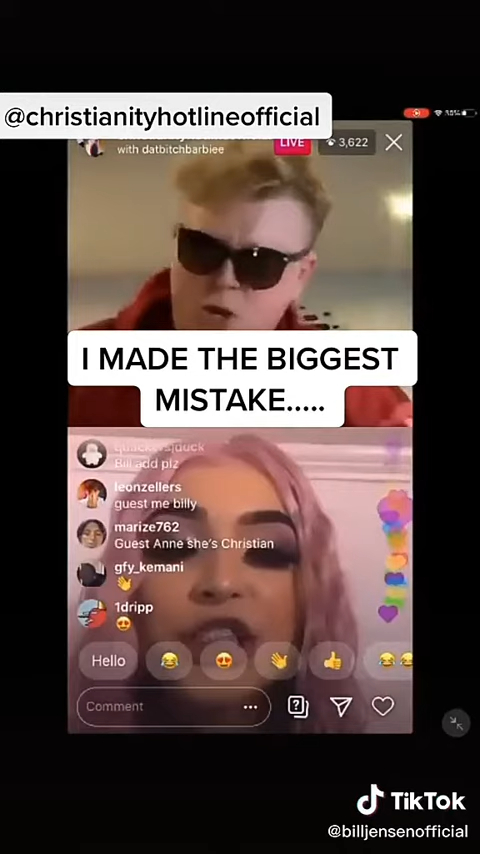 @christianityhotlineofficial
with datbitchbarbiee
LIVE
3,622
I MADE THE BIGGEST
MISTAKE.....
Bill add plz
leonzellers
guest me billy
marize762
Guest Anne she's Christian
gfy_kemani
👋
1dripp
😍
Hello
😂
😍
👋
👍
😂😂
Comment
TikTok
@billjensenofficial